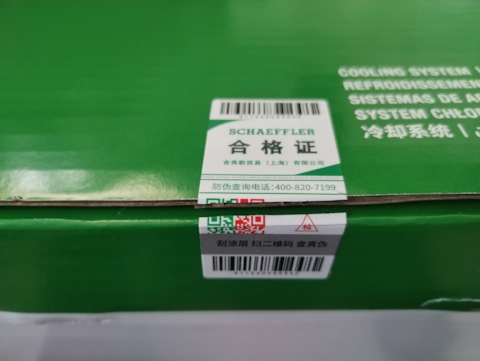 COOLING SYSTEM |
REFROIDISSEMEN
SISTEMAS DE
SYSTEM CHŁO
冷却系统 |
SCHAEFFLER
合格证
舍弗勒贸易（上海）有限公司
防伪查询电话:400-820-7199
检
刮涂层 扫二维码 查真伪